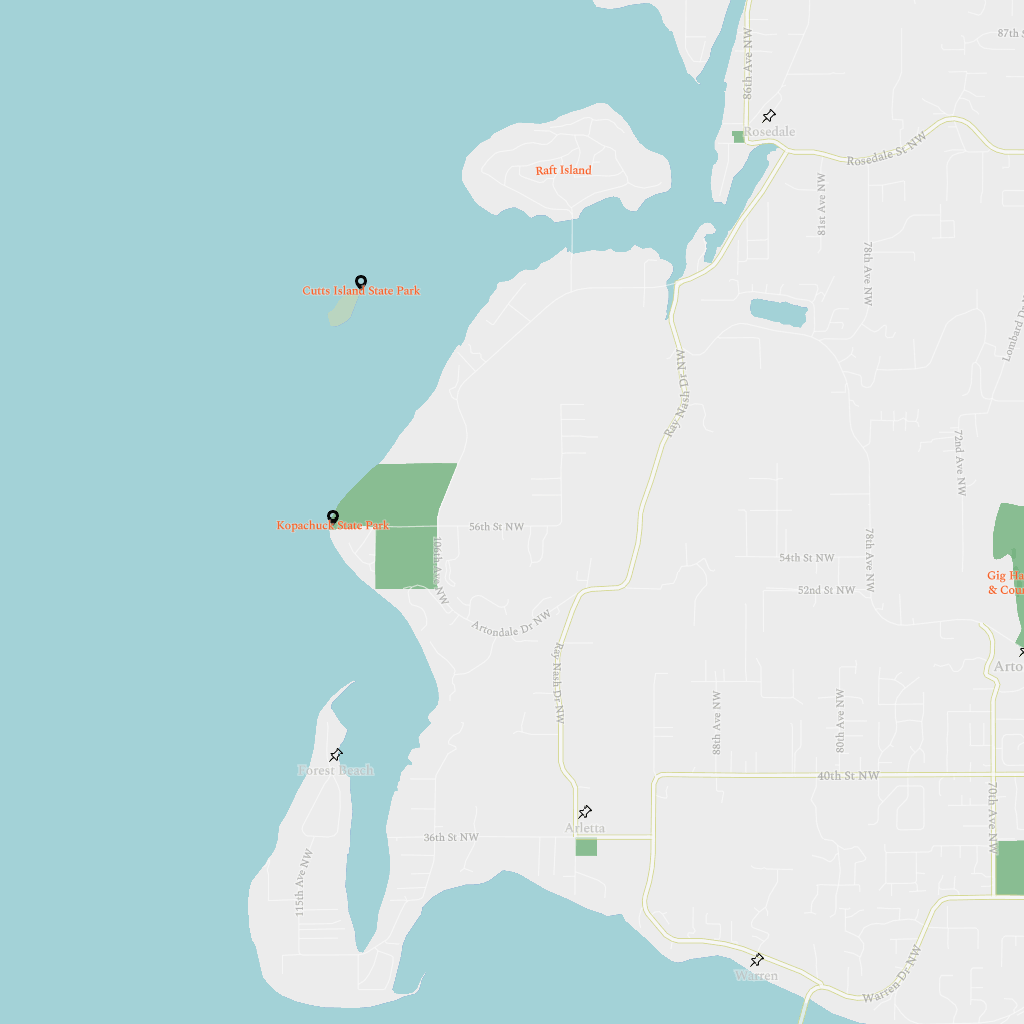 87th S
86th Ave NW
Rosedale
Rosedale St NW
Raft Island
81st Ave NW
78th Ave NW
Cutts Island State Park
Lombard Dr
Ray Nash Dr NW
72nd Ave NW
Kopachuck State Park
56th St NW
106th Ave NW
54th St NW
78th Ave NW
52nd St NW
Gig Ha
& Cou
Artondale Dr NW
Ray Nash Dr NW
Arto
88th Ave NW
80th Ave NW
Forest Beach
40th St NW
70th Ave NW
Arletta
36th St NW
115th Ave NW
Warren
Warren Dr NW